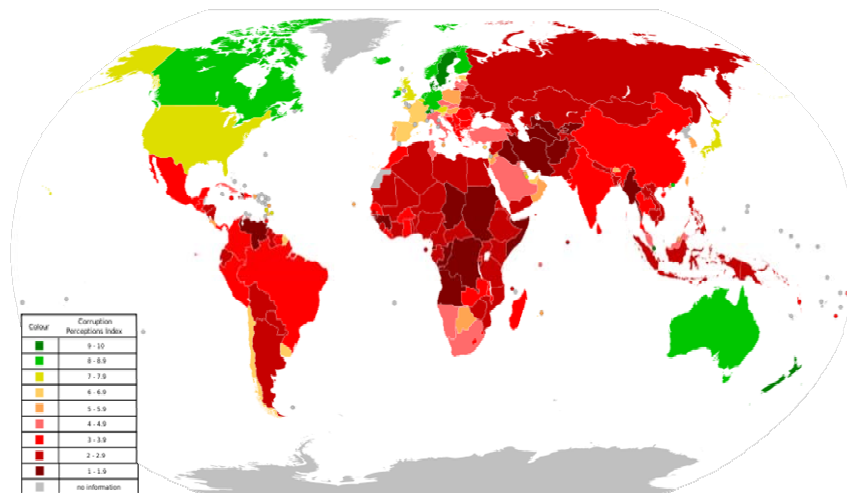 Colour
Corruption
Perceptions Index
9 - 10
8 - 8.9
7 - 7.9
6 - 6.9
5 - 5.9
4 - 4.9
3 - 3.9
2 - 2.9
1 - 1.9
no information